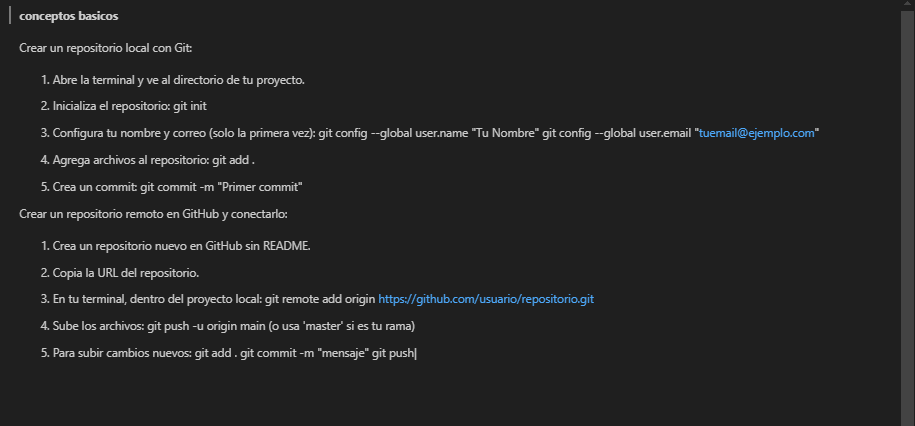 conceptos basicos
Crear un repositorio local con Git:
1. Abre la terminal y ve al directorio de tu proyecto.
2. Inicializa el repositorio: git init
3. Configura tu nombre y correo (solo la primera vez): git config --global user.name "Tu Nombre" git config --global user.email "tuemail@ejemplo.com"
4. Agrega archivos al repositorio: git add .
5. Crea un commit: git commit -m "Primer commit"
Crear un repositorio remoto en GitHub y conectarlo:
1. Crea un repositorio nuevo en GitHub sin README.
2. Copia la URL del repositorio.
3. En tu terminal, dentro del proyecto local: git remote add origin https://github.com/usuario/repositorio.git
4. Sube los archivos: git push -u origin main (o usa 'master' si es tu rama)
5. Para subir cambios nuevos: git add . git commit -m "mensaje" git push